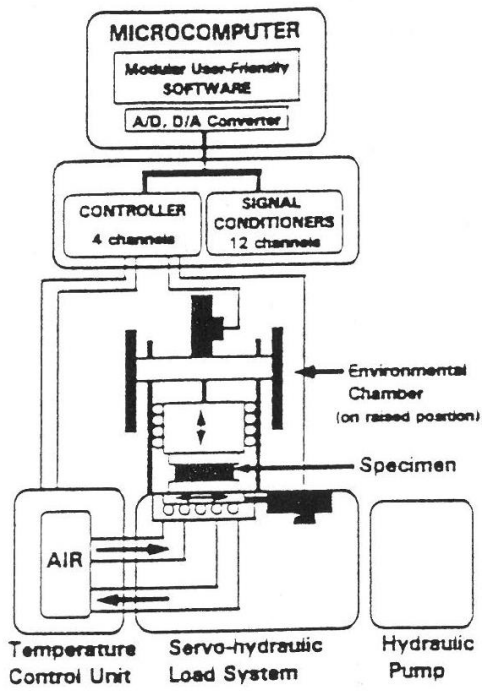 MICROCOMPUTER
Modular User-Friendly
SOFTWARE
A/D, D/A Converter
CONTROLLER
4 channels
SIGNAL
CONDITIONERS
12 channels
Environmental
Chamber
(on raised position)
Specimen
AIR
Temperature
Control Unit
Servo-hydraulic
Load System
Hydraulic
Pump